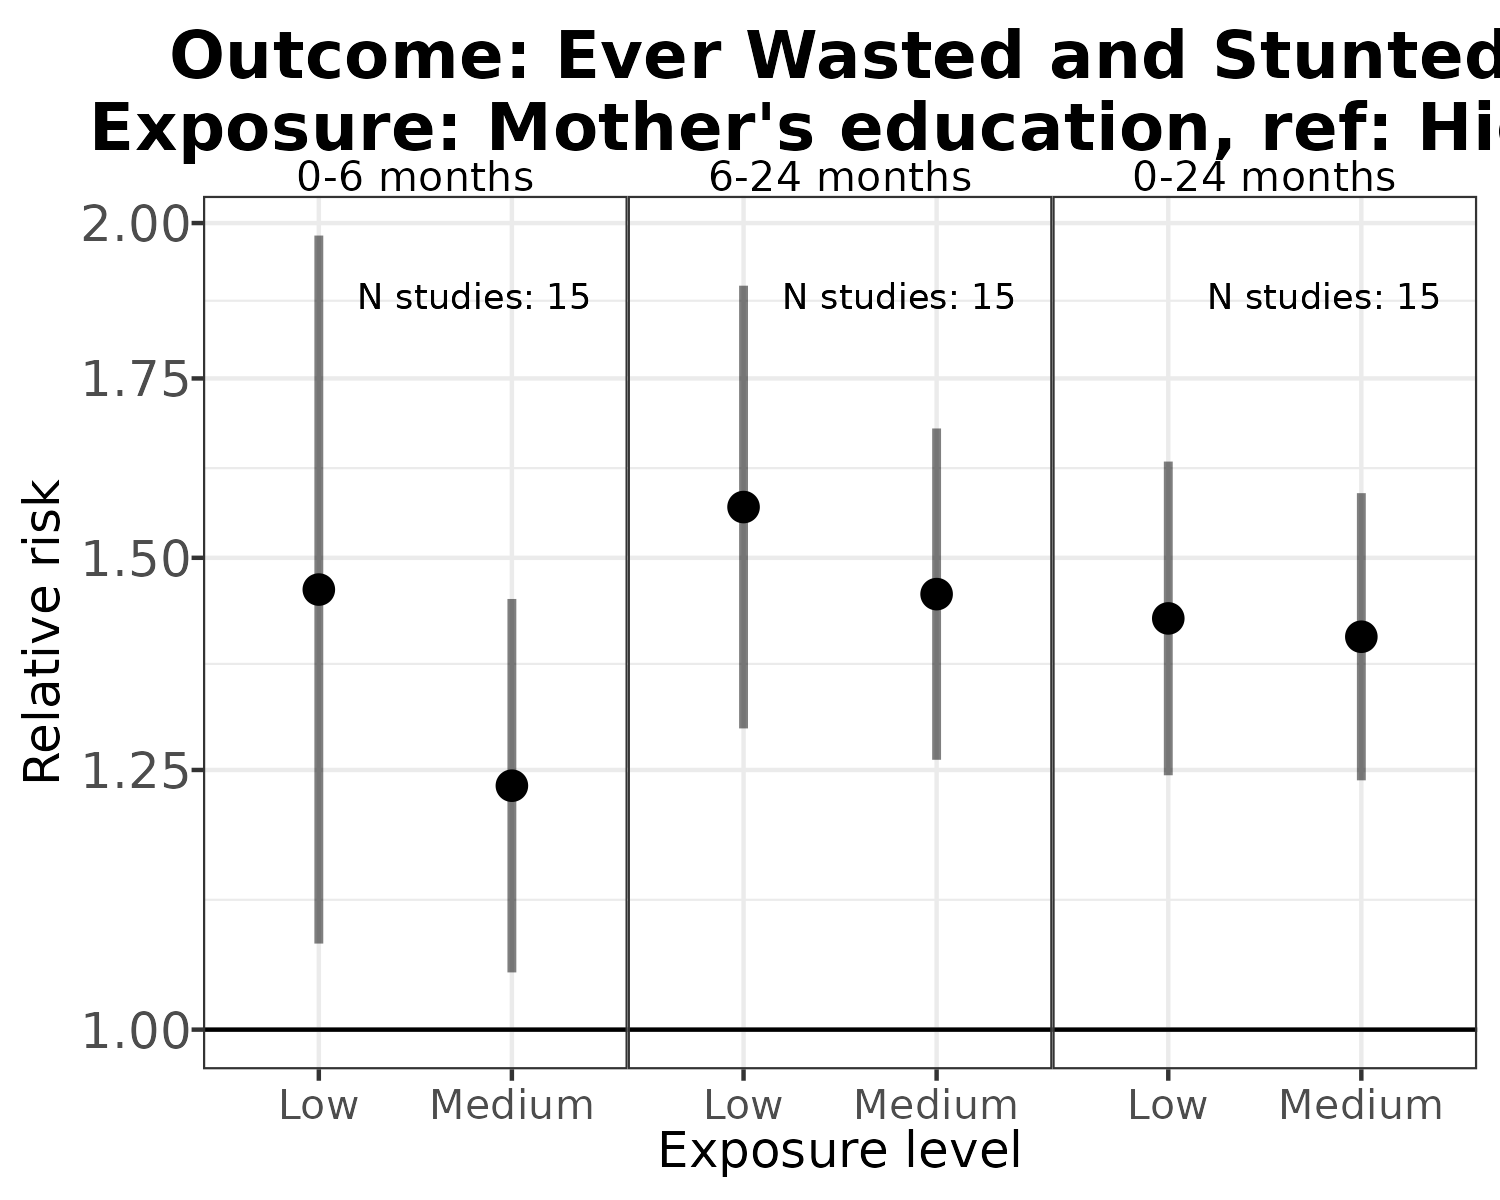 Outcome: Ever Wasted and Stunted
Exposure: Mother's education, ref: Hi
0-6 months 6-24 months 0-24 months
2.00
N studies: 15 N studies: 15 N studies: 15
1.75
1.50
1.25
1.00
Relative risk
Low Medium Low Medium Low Medium
Exposure level